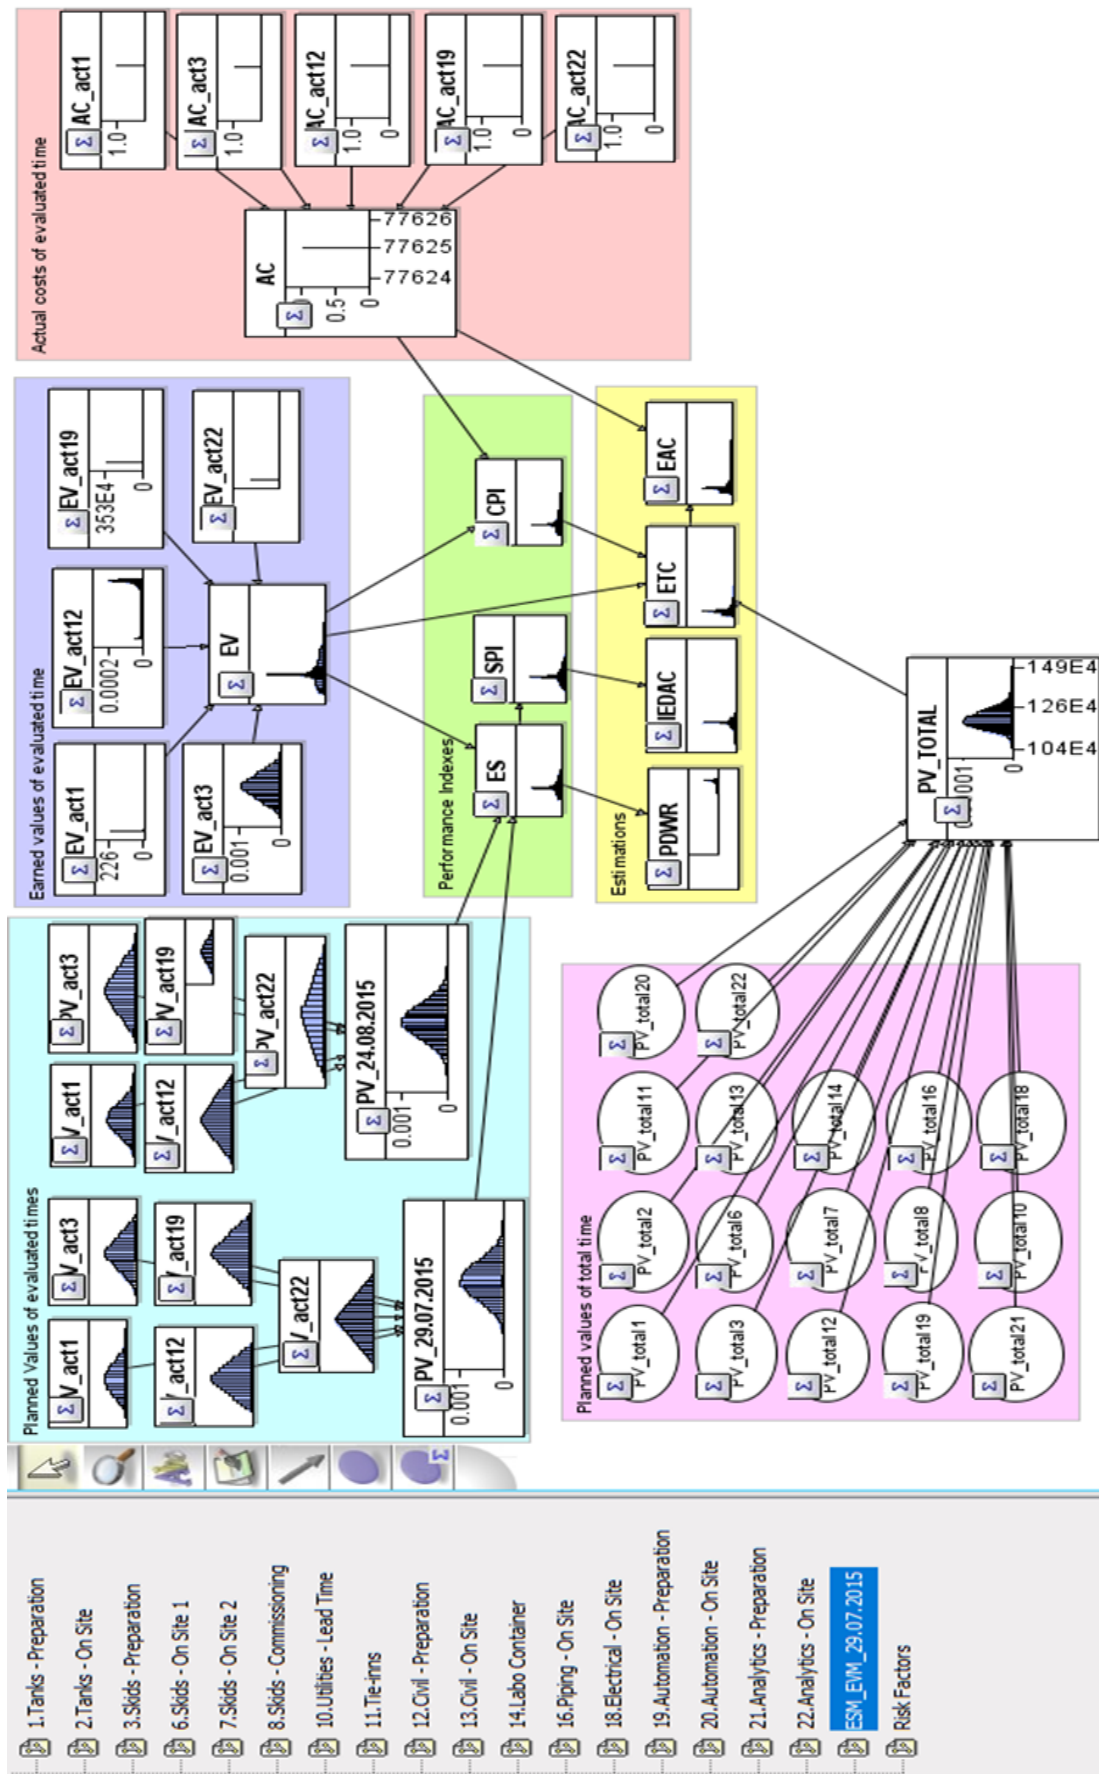 1.Tanks - Preparation
2.Tanks - On Site
3.Skids - Preparation
6.Skids - On Site 1
7.Skids - On Site 2
8.Skids - Commissioning
10.Utilities - Lead Time
11.Tie-inns
12.Civil - Preparation
13.Civil - On Site
14.Labo Container
16.Piping - On Site
18.Electrical - On Site
19.Automation - Preparation
20.Automation - On Site
21.Analytics - Preparation
22.Analytics - On Site
ESM_EVM_29.07.2015
Risk Factors
Planned Values of evaluated times
Σ V_act1
Σ V_act3
Σ V_act12
Σ V_act19
Σ V_act22
Σ PV_29.07.2015
0.001
0
Σ V_act1
Σ PV_act3
Σ V_act12
Σ PV_act19
Σ PV_act22
Σ PV_24.08.2015
0.001
0
Earned values of evaluated time
Σ EV_act1
226
0
Σ EV_act12
0.0002
0
Σ EV_act19
353E4
0
Σ EV_act3
0.001
0
Σ EV_act22
Σ EV
Actual costs of evaluated time
Σ AC_act1
1.0
Σ AC_act3
1.0
Σ AC_act12
1.0
0
Σ AC_act19
1.0
0
Σ AC_act22
1.0
0
Σ AC
0.5
0
77624
77625
77626
Performance Indexes
Σ ES
Σ SPI
Σ CPI
Estimations
Σ PDWR
Σ IEDAC
Σ ETC
Σ EAC
Planned values of total time
Σ PV_total1
Σ PV_total2
Σ PV_total11
Σ PV_total20
Σ PV_total3
Σ PV_total6
Σ PV_total13
Σ PV_total22
Σ PV_total12
Σ PV_total7
Σ PV_total14
Σ PV_total19
Σ PV_total8
Σ PV_total16
Σ PV_total21
Σ PV_total10
Σ PV_total18
Σ PV_TOTAL
0
104E4
126E4
149E4